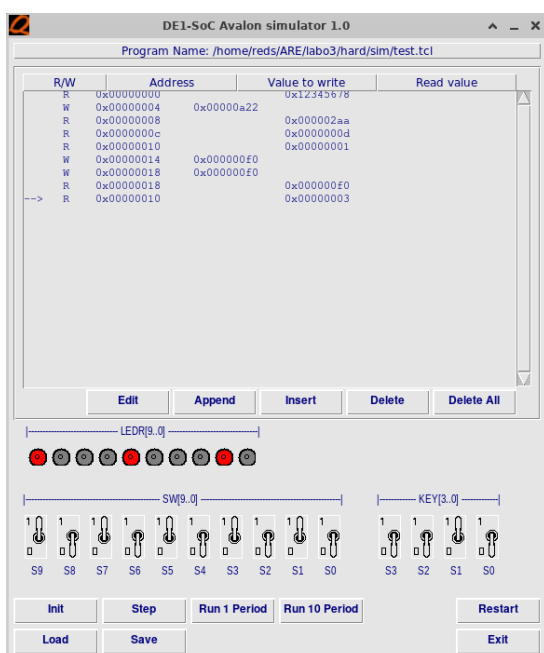 DE1-SoC Avalon simulator 1.0
Program Name: /home/reds/ARE/labo3/hard/sim/test.tcl
R/W Address Value to write Read value
R 0x00000000 0x12345678
W 0x00000004 0x00000a22
R 0x00000008 0x000002aa
R 0x0000000c 0x0000000d
R 0x00000010 0x00000001
W 0x00000014 0x000000f0
W 0x00000018 0x000000f0
R 0x00000018 0x000000f0
--> R 0x00000010 0x00000003
Edit Append Insert Delete Delete All
|---------------------- LEDR[9..0] ----------------------|
|---------------------------------- SW[9..0] ----------------------------------| |----------- KEY[3..0] -----------|
1 1 1 1 1 1 1 1 1 1 1 1 1 1
S9 S8 S7 S6 S5 S4 S3 S2 S1 S0 S3 S2 S1 S0
Init Step Run 1 Period Run 10 Period Restart
Load Save Exit